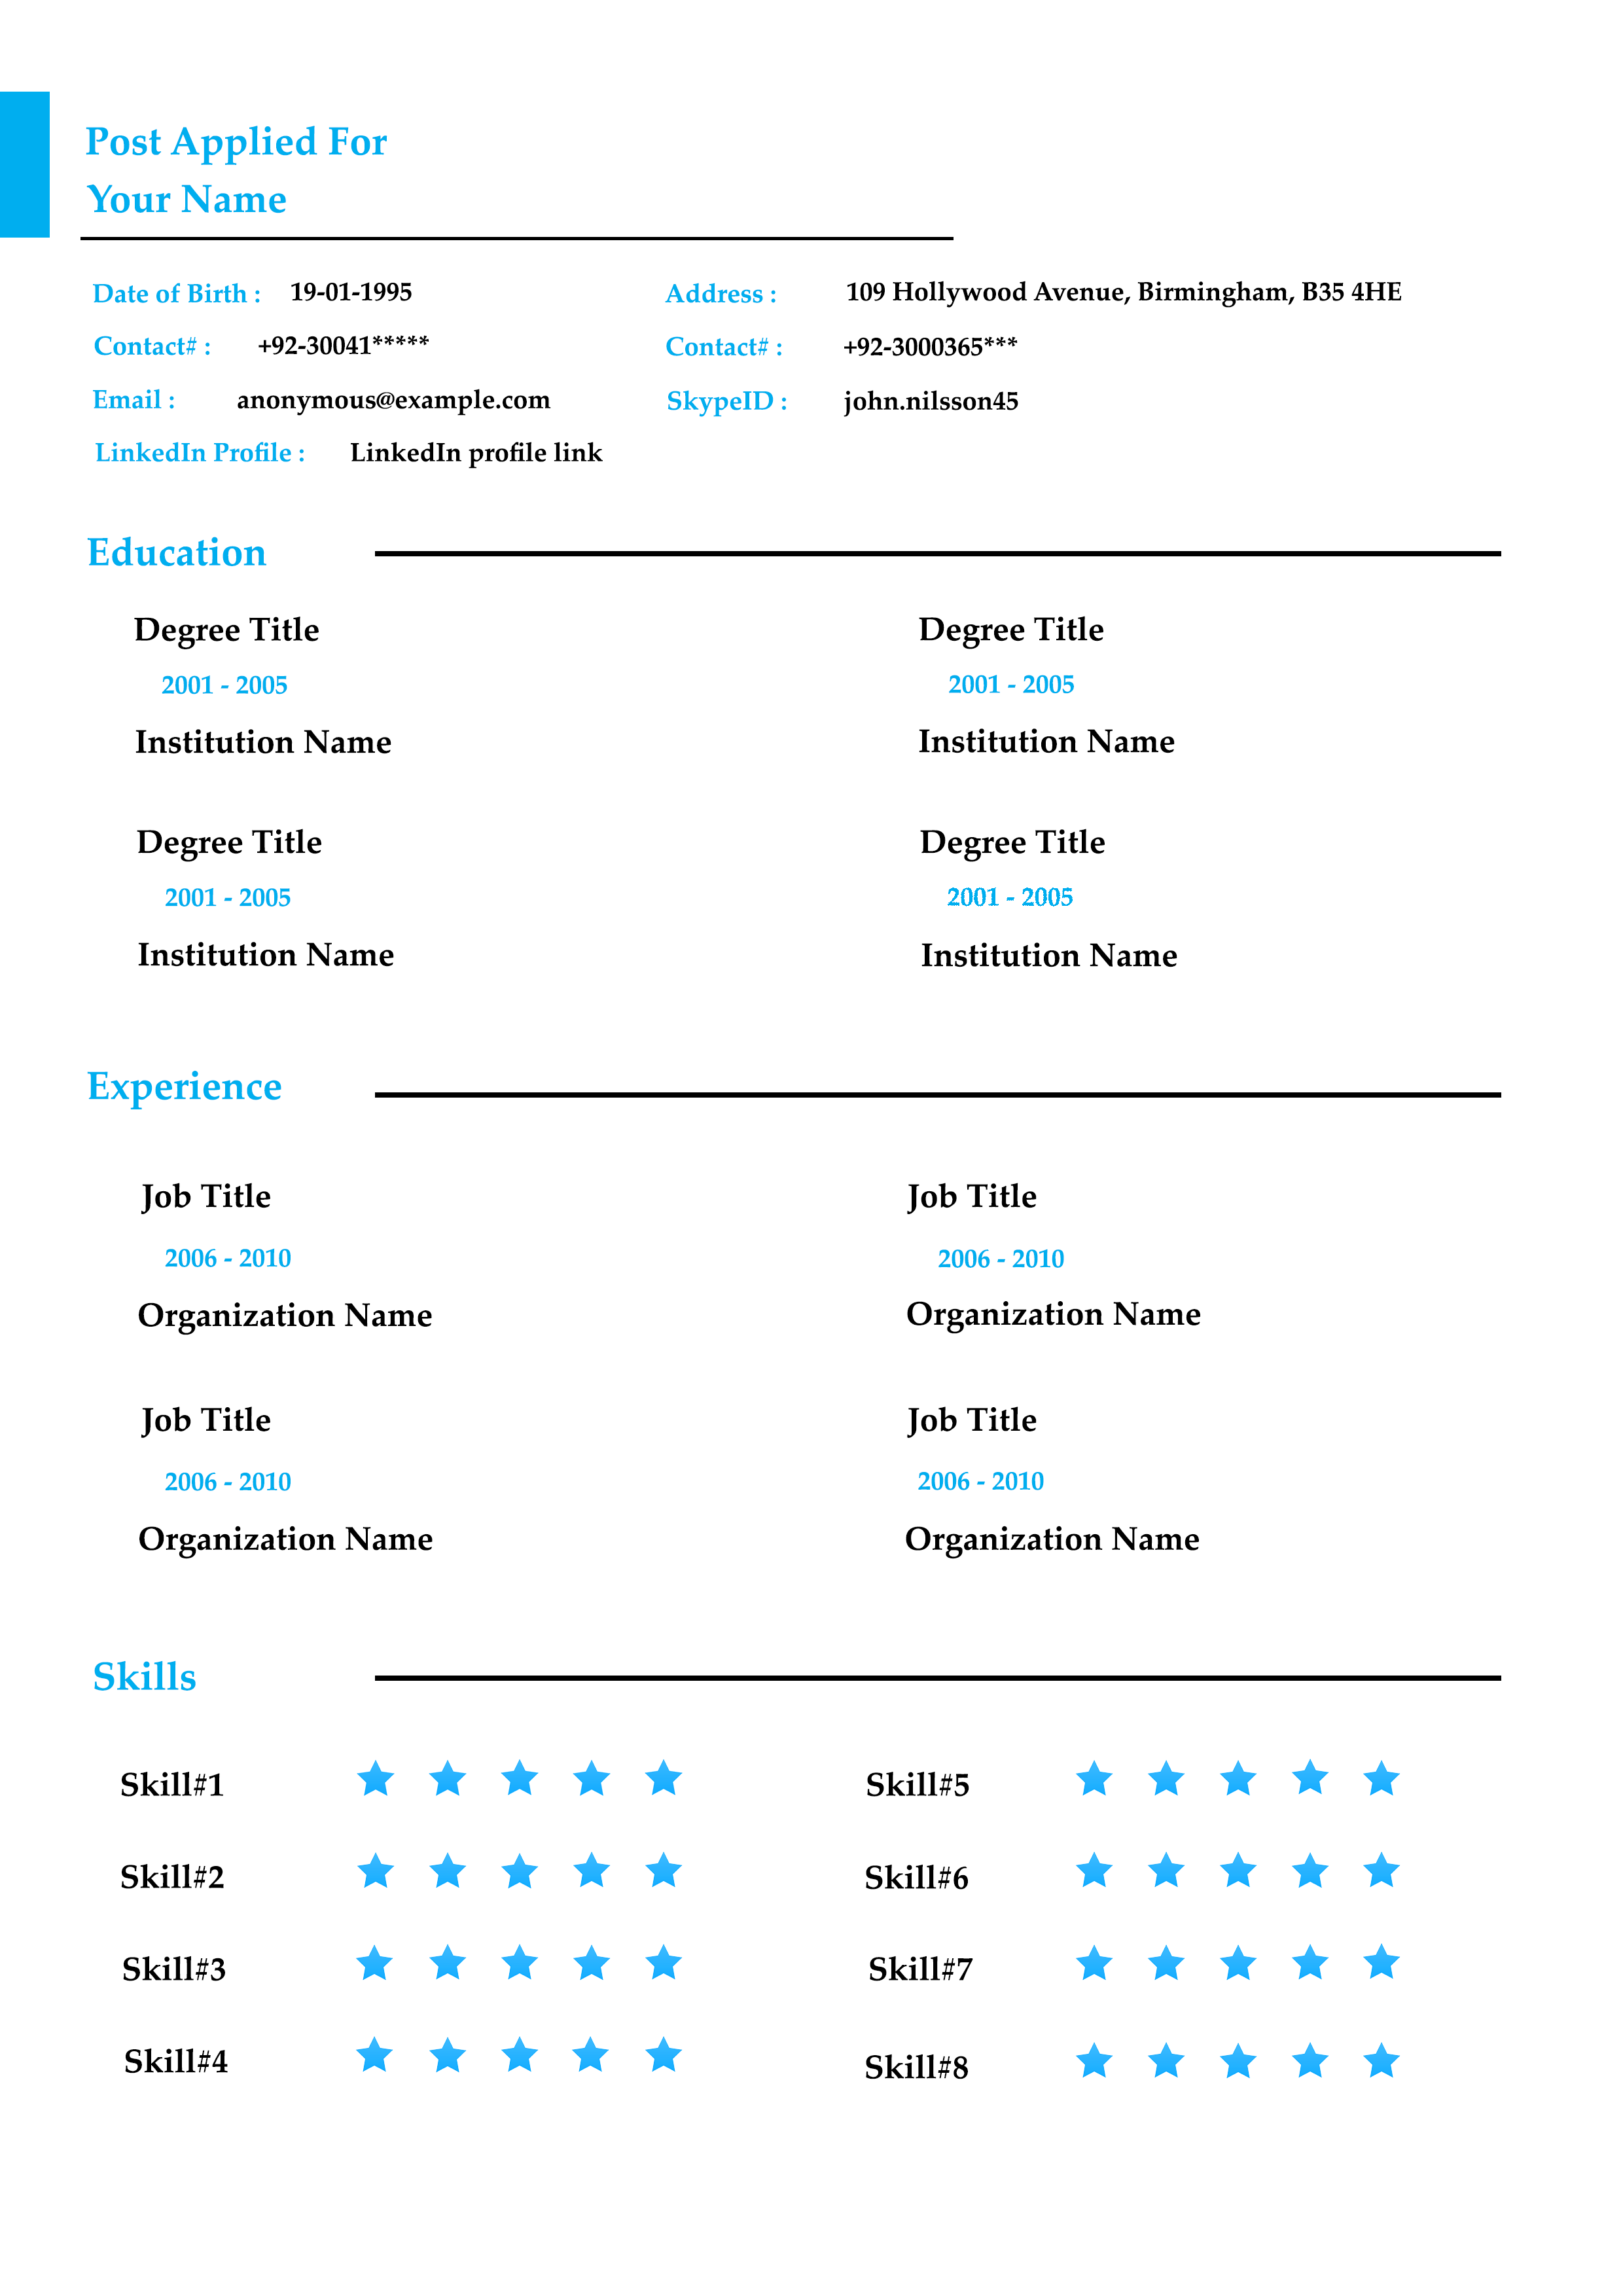 Post Applied For
Your Name
Date of Birth : 19-01-1995 Address : 109 Hollywood Avenue, Birmingham, B35 4HE
Contact# : +92-30041***** Contact# : +92-3000365***
Email : anonymous@example.com SkypeID : john.nilsson45
LinkedIn Profile : LinkedIn profile link
Education
Degree Title Degree Title
2001 - 2005 2001 - 2005
Institution Name Institution Name
Degree Title Degree Title
2001 - 2005 2001 - 2005
Institution Name Institution Name
Experience
Job Title Job Title
2006 - 2010 2006 - 2010
Organization Name Organization Name
Job Title Job Title
2006 - 2010 2006 - 2010
Organization Name Organization Name
Skills
Skill#1 Skill#5
Skill#2 Skill#6
Skill#3 Skill#7
Skill#4 Skill#8